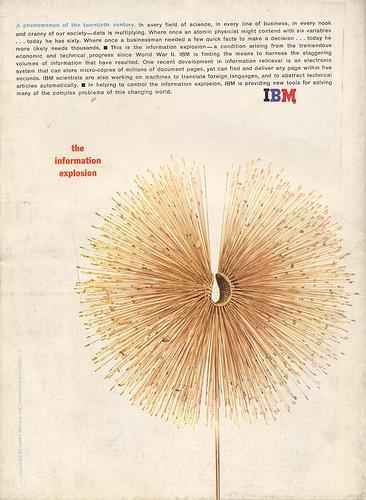 A phenomenon of the twentieth century. In every field of science, in every line of business, in every nook
and cranny of our society—data is multiplying. Where once an atomic physicist might contend with six variables
. . . today he has sixty. Where once a businessman needed a few quick facts to make a decision . . . today he
more likely needs thousands. ■ This is the information explosion—a condition arising from the tremendous
economic and technical progress since World War II. IBM is finding the means to harness the staggering
volumes of information that have resulted. One recent development in information retrieval is an electronic
system that can store micro-copies of millions of document pages, yet can find and deliver any page within five
seconds. IBM scientists are also working on machines to translate foreign languages, and to abstract technical
articles automatically. ■ In helping to control the information explosion, IBM is providing new tools for solving
many of the complex problems of this changing world.
IBM
the
information
explosion